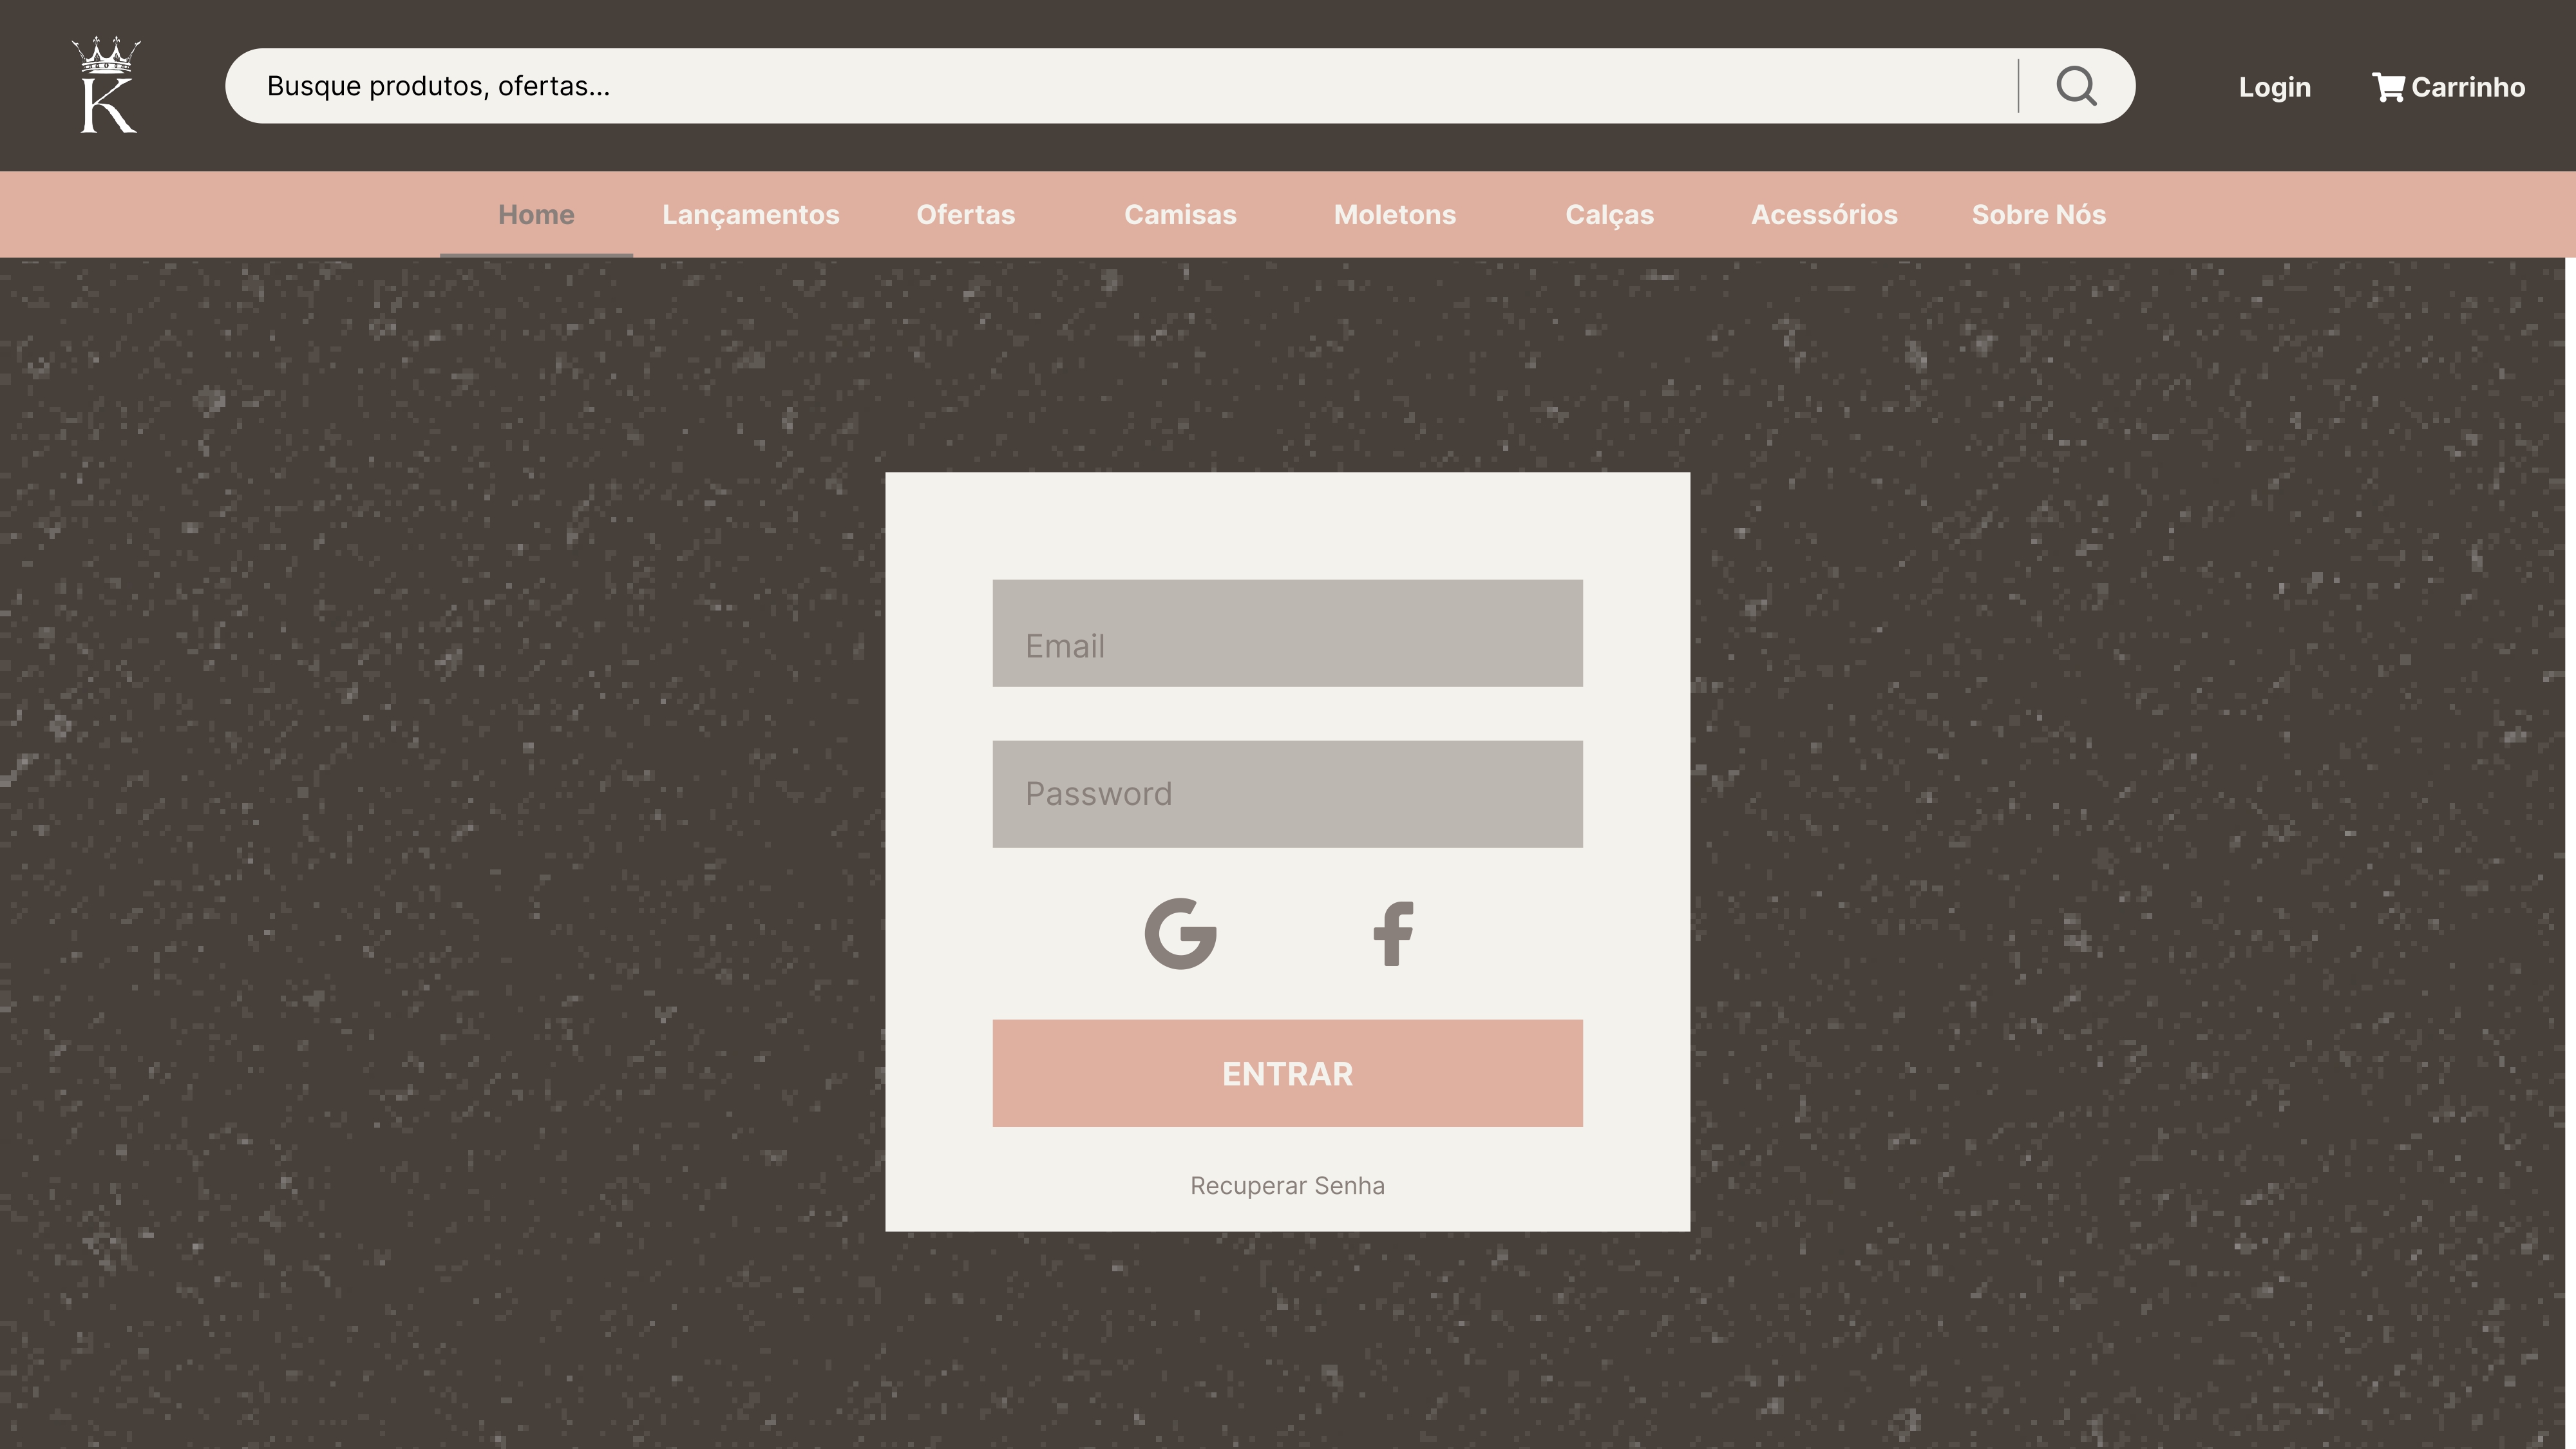 K
Busque produtos, ofertas...
Login
Carrinho
Home Lançamentos Ofertas Camisas Moletons Calças Acessórios Sobre Nós
Email
Password
ENTRAR
Recuperar Senha